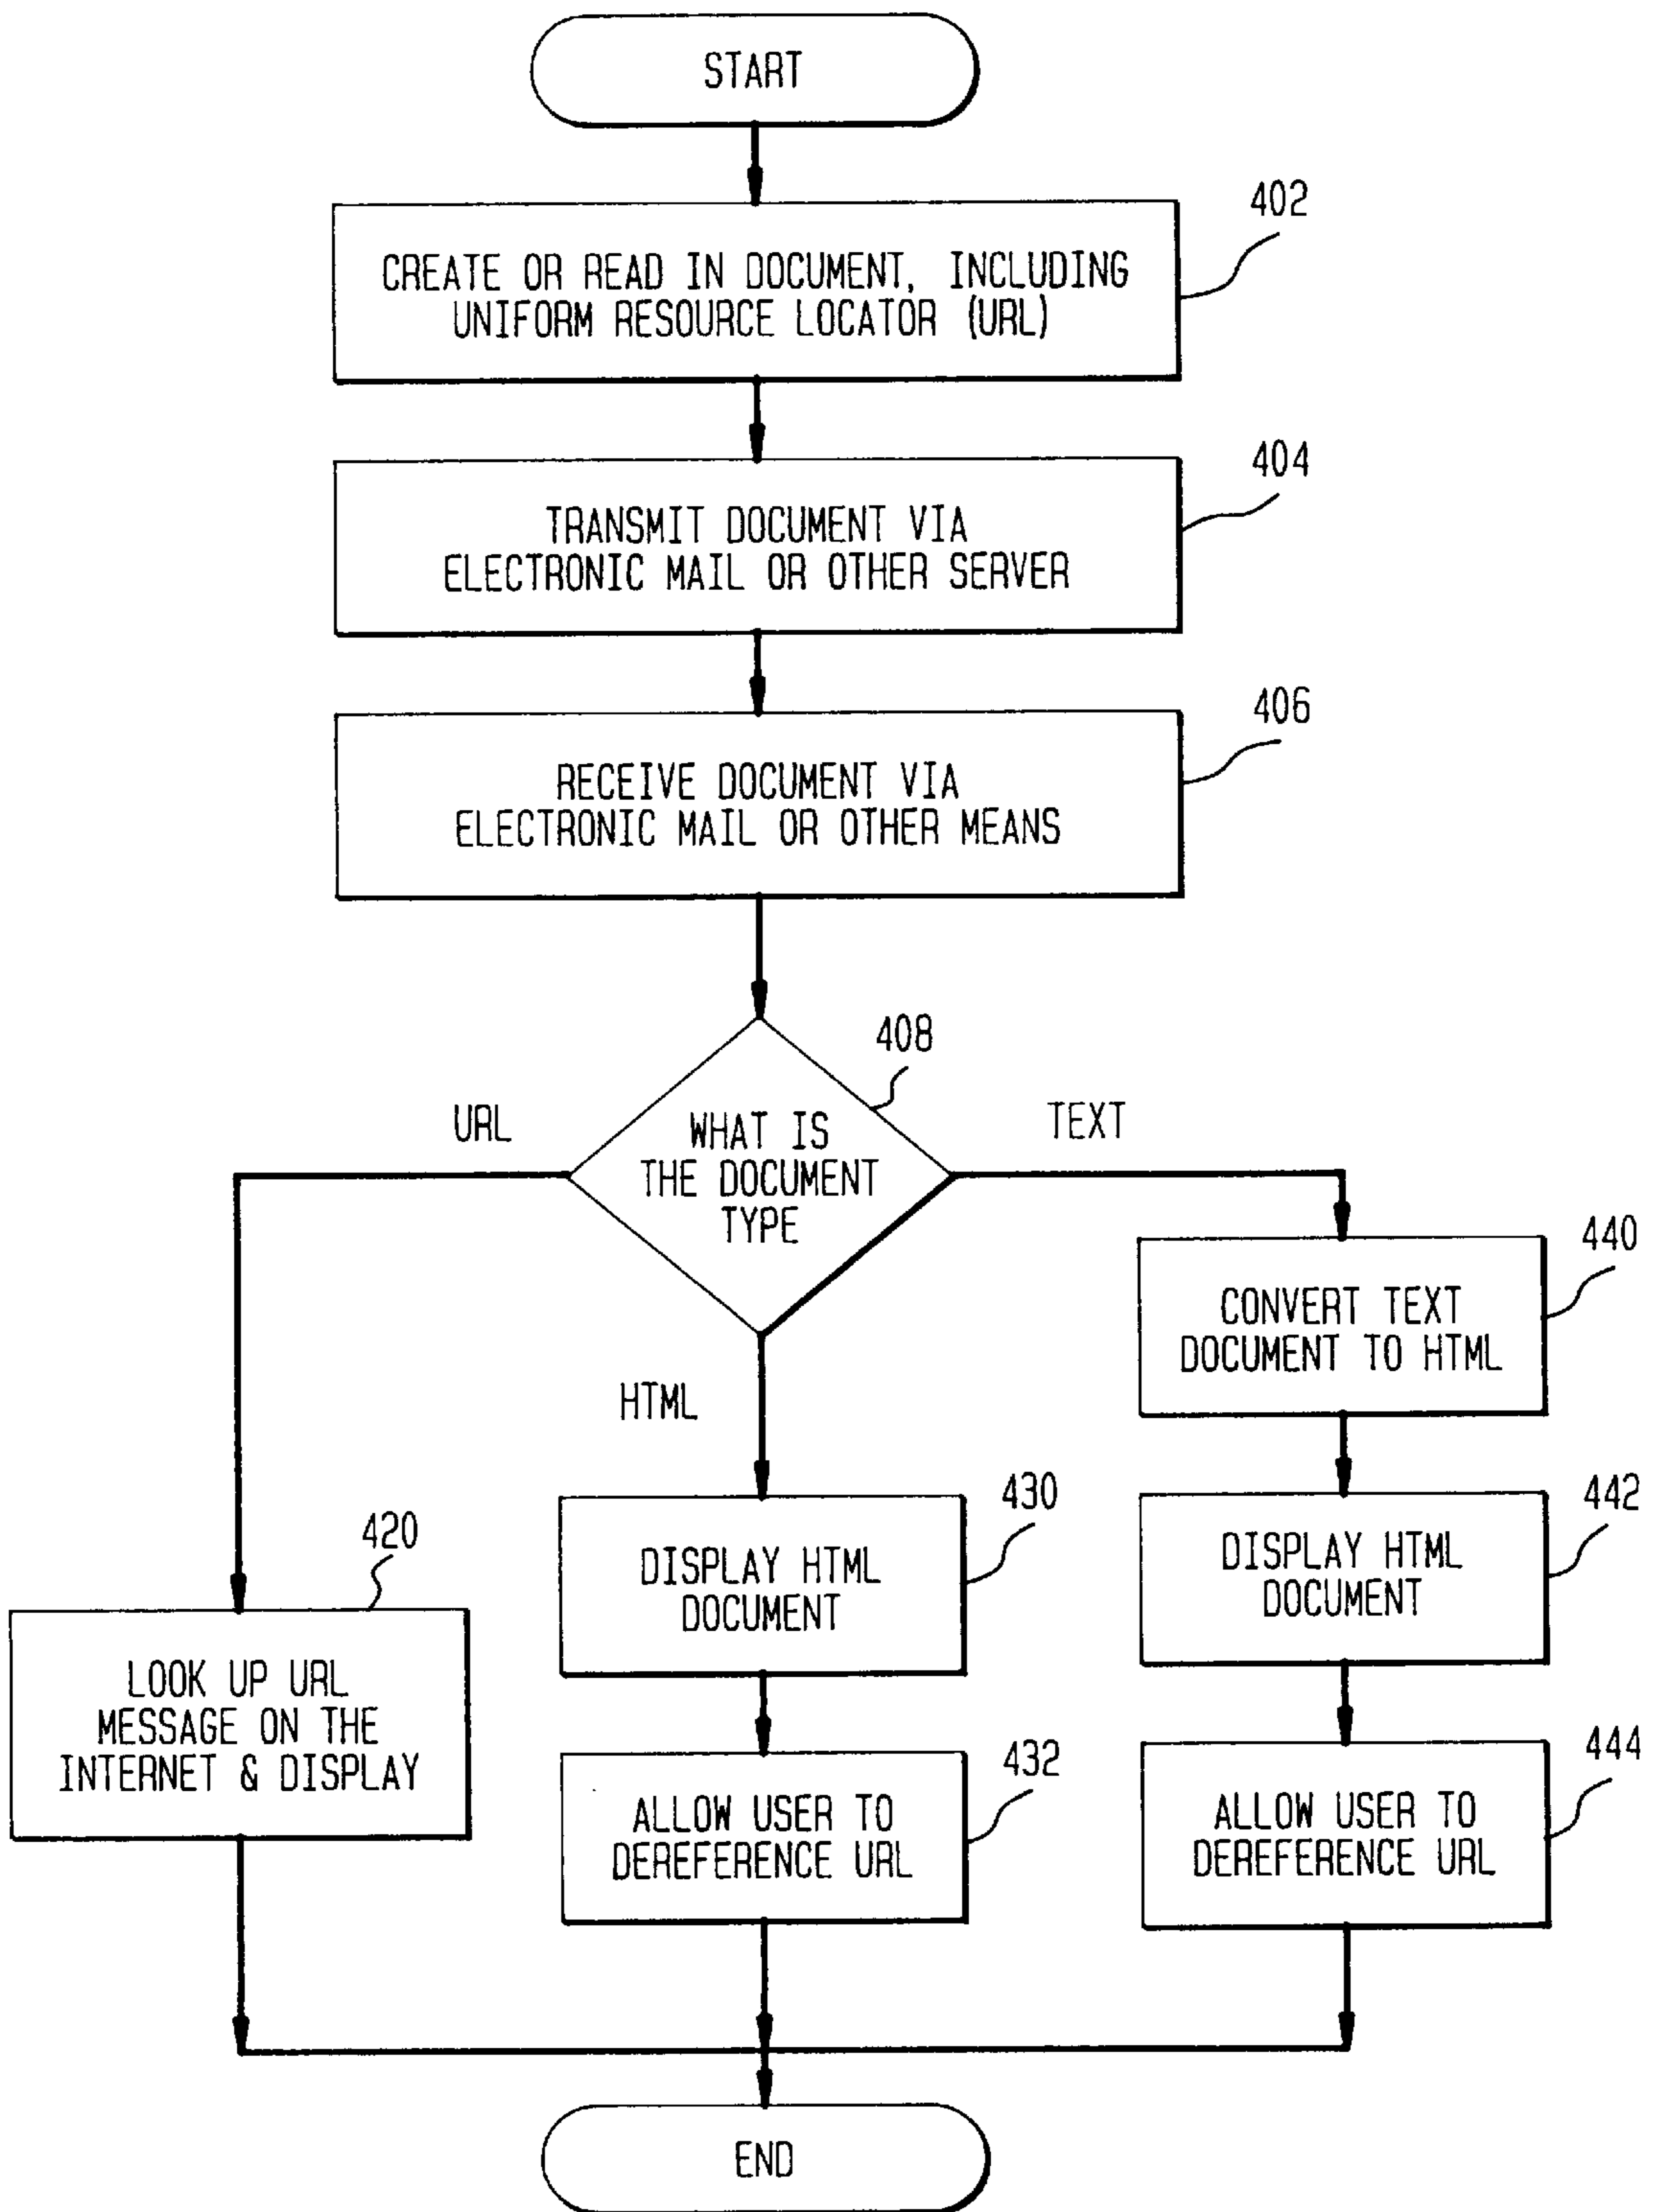 START
402
CREATE OR READ IN DOCUMENT, INCLUDING
UNIFORM RESOURCE LOCATOR (URL)
404
TRANSMIT DOCUMENT VIA
ELECTRONIC MAIL OR OTHER SERVER
406
RECEIVE DOCUMENT VIA
ELECTRONIC MAIL OR OTHER MEANS
408
URL
WHAT IS
THE DOCUMENT
TYPE
TEXT
HTML
440
CONVERT TEXT
DOCUMENT TO HTML
420
LOOK UP URL
MESSAGE ON THE
INTERNET & DISPLAY
430
DISPLAY HTML
DOCUMENT
442
DISPLAY HTML
DOCUMENT
432
ALLOW USER TO
DEREFERENCE URL
444
ALLOW USER TO
DEREFERENCE URL
END